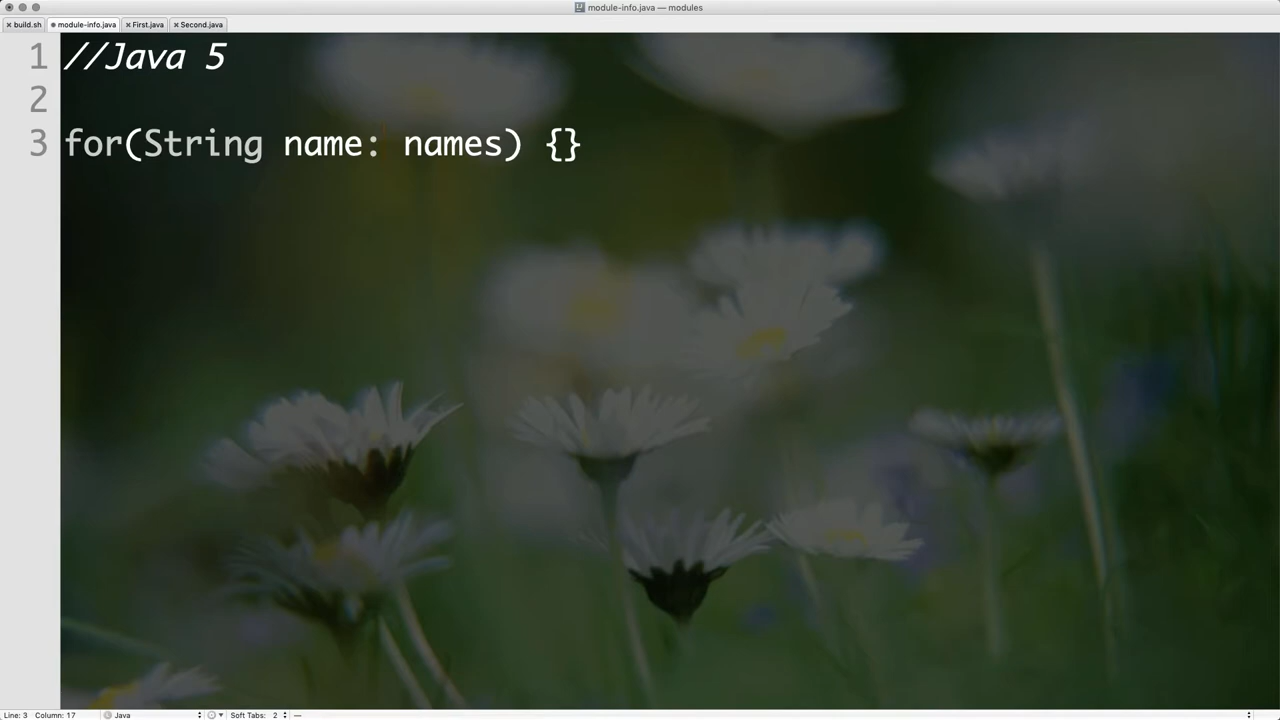 module-info.java — modules
build.sh
module-info.java
First.java
Second.java
1 //Java 5
2
3 for(String name: names) {}
Line: 3 Column: 17
Java
Soft Tabs: 2
—